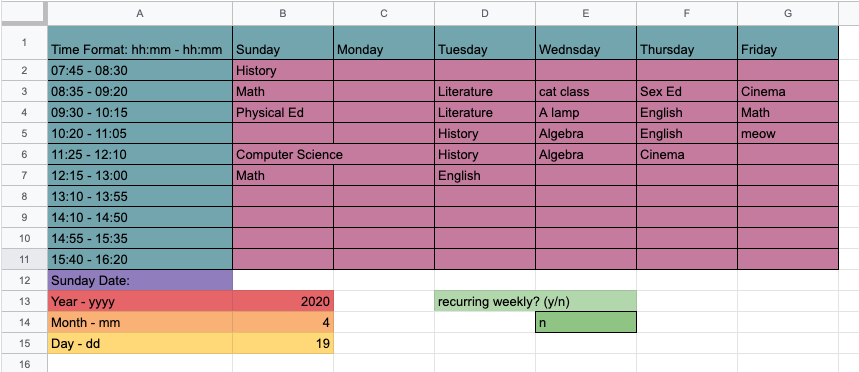 A B C D E F G
1 Time Format: hh:mm - hh:mm Sunday Monday Tuesday Wednsday Thursday Friday
2 07:45 - 08:30 History
3 08:35 - 09:20 Math Literature cat class Sex Ed Cinema
4 09:30 - 10:15 Physical Ed Literature A lamp English Math
5 10:20 - 11:05 History Algebra English meow
6 11:25 - 12:10 Computer Science History Algebra Cinema
7 12:15 - 13:00 Math English
8 13:10 - 13:55
9 14:10 - 14:50
10 14:55 - 15:35
11 15:40 - 16:20
12 Sunday Date:
13 Year - yyyy 2020 recurring weekly? (y/n)
14 Month - mm 4 n
15 Day - dd 19
16